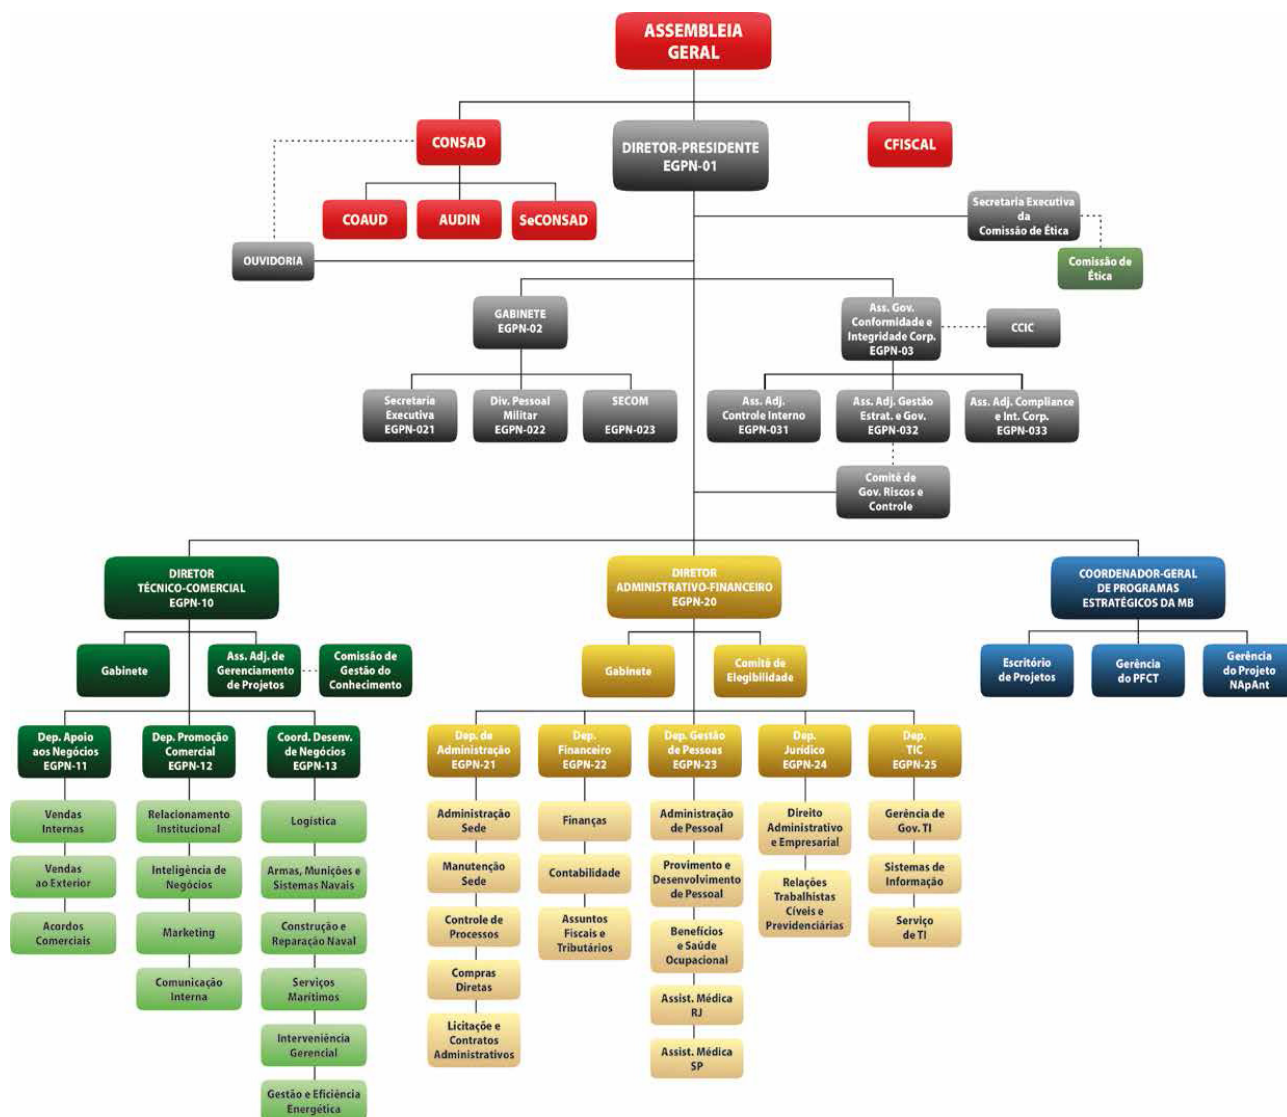 ASSEMBLEIA
GERAL
CONSAD
DIRETOR-PRESIDENTE
EGPN-01
CFISCAL
COAUD
AUDIN
SeCONSAD
Secretaria Executiva
da
Comissão de Ética
OUVIDORIA
Comissão de
Ética
GABINETE
EGPN-02
Ass. Gov.
Conformidade e
Integridade Corp.
EGPN-03
CCIC
Secretaria
Executiva
EGPN-021
Div. Pessoal
Militar
EGPN-022
SECOM
EGPN-023
Ass. Adj.
Controle Interno
EGPN-031
Ass. Adj. Gestão
Estrat. e Gov.
EGPN-032
Ass. Adj. Compliance
e Int. Corp.
EGPN-033
Comitê de
Gov. Riscos e
Controle
DIRETOR
TÉCNICO-COMERCIAL
EGPN-10
DIRETOR
ADMINISTRATIVO-FINANCEIRO
EGPN-20
COORDENADOR-GERAL
DE PROGRAMAS
ESTRATÉGICOS DA MB
Gabinete
Ass. Adj. de
Gerenciamento
de Projetos
Comissão de
Gestão do
Conhecimento
Gabinete
Comitê de
Elegibilidade
Escritório
de Projetos
Gerência
do PFCT
Gerência
do Projeto
NApAnt
Dep. Apoio
aos Negócios
EGPN-11
Dep. Promoção
Comercial
EGPN-12
Coord. Desenv.
de Negócios
EGPN-13
Dep. de
Administração
EGPN-21
Dep.
Financeiro
EGPN-22
Dep. Gestão
de Pessoas
EGPN-23
Dep.
Jurídico
EGPN-24
Dep.
TIC
EGPN-25
Vendas
Internas
Vendas
ao Exterior
Acordos
Comerciais
Relacionamento
Institucional
Inteligência de
Negócios
Marketing
Comunicação
Interna
Logística
Armas, Munições e
Sistemas Navais
Construção e
Reparação Naval
Serviços
Marítimos
Interveniência
Gerencial
Gestão e Eficiência
Energética
Administração
Sede
Manutenção
Sede
Controle de
Processos
Compras
Diretas
Licitaçõe e
Contratos
Administrativos
Finanças
Contabilidade
Assuntos
Fiscais e
Tributários
Administração
de Pessoal
Provimento e
Desenvolvimento
de Pessoal
Benefícios
e Saúde
Ocupacional
Assist. Médica
RJ
Assist. Médica
SP
Direito
Administrativo
e Empresarial
Relações
Trabalhistas
Cíveis e
Previdenciárias
Gerência de
Gov. TI
Sistemas de
Informação
Serviço
de TI